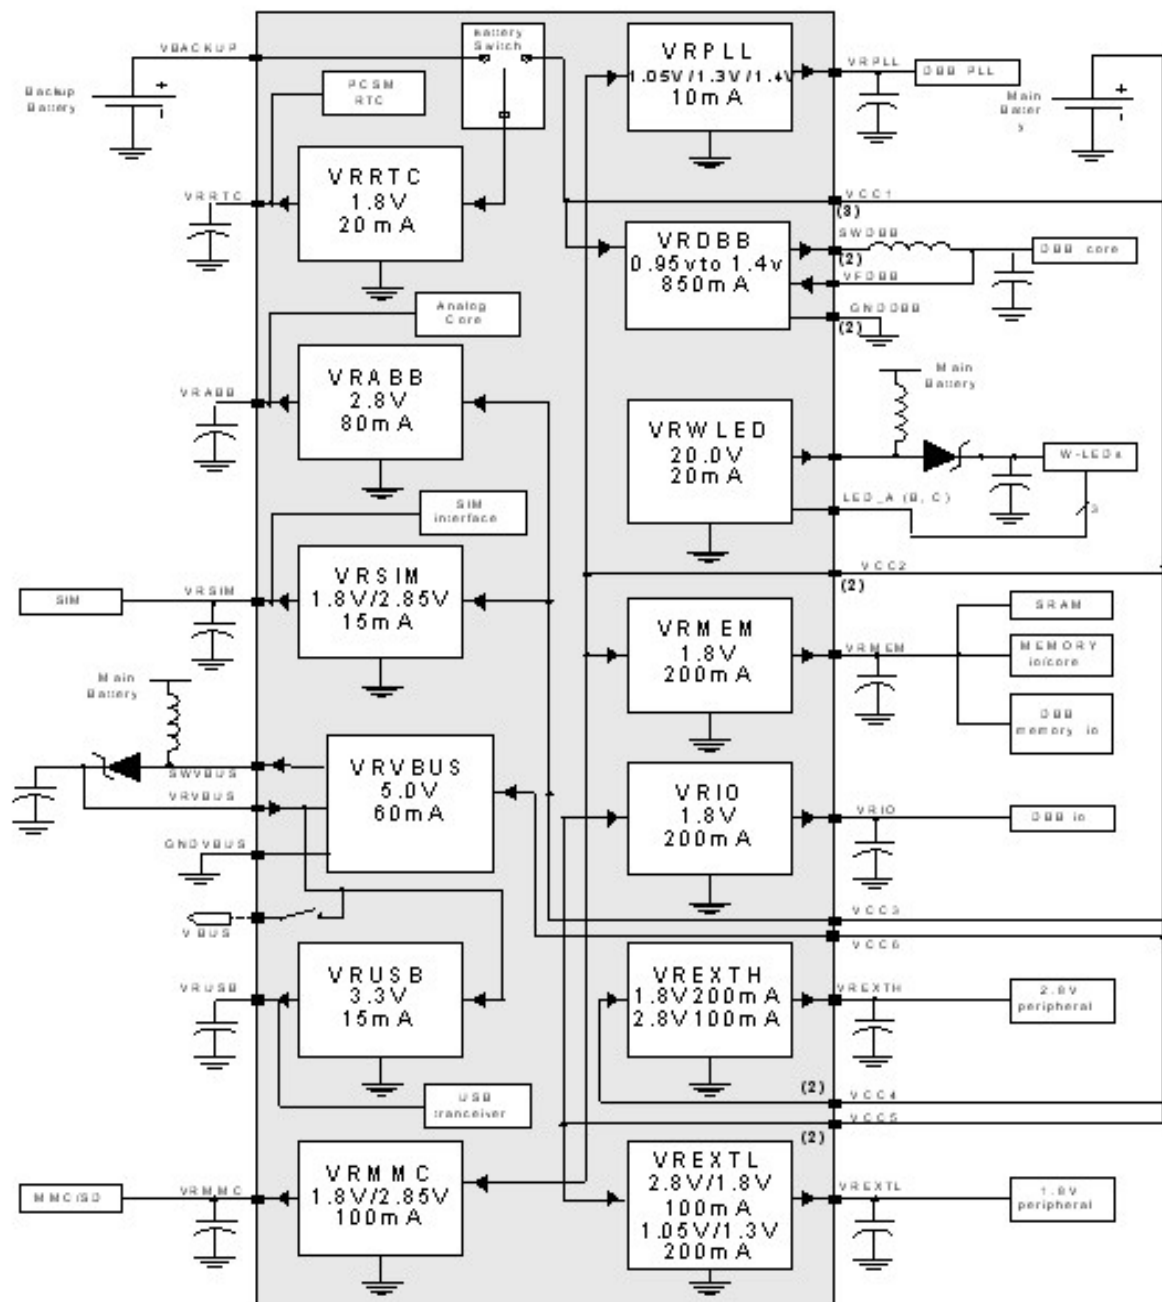 Battery
Switch
VBACKUP
Backup
Battery
+
PCSM
RTC
VRPLL
1.05V/1.3V/1.4V
10mA
VRPLL
DBB PLL
Main
Batter
y
+
VRRTC
VRRTC
1.8V
20mA
VCC1
(3)
VRDBB
0.95vto 1.4v
850mA
SWDBB
(2)
DBB core
VFDBB
GNDDBB
(2)
Analog
Core
VRABB
VRABB
2.8V
80mA
Main
Battery
VRWLED
20.0V
20mA
W-LEDs
LED_A (B, C)
3
SIM
interface
VCC2
(2)
SIM
VRSIM
VRSIM
1.8V/2.85V
15mA
VRMEM
1.8V
200mA
VRMEM
SRAM
MEMORY
io/core
DBB
memory io
Main
Battery
SWVBUS
VRVBUS
GNDVBUS
VRVBUS
5.0V
60mA
VRIO
1.8V
200mA
VRIO
DBB io
VBUS
VCC3
VCC6
VRUSB
VRUSB
3.3V
15mA
VREXTH
1.8V 200mA
2.8V 100mA
VREXTH
2.8V
peripheral
USB
tranceiver
(2)
VCC4
VCC5
(2)
MMC/SD
VRMMC
VRMMC
1.8V/2.85V
100mA
VREXTL
2.8V/1.8V
100mA
1.05V/1.3V
200mA
VREXTL
1.8V
peripheral